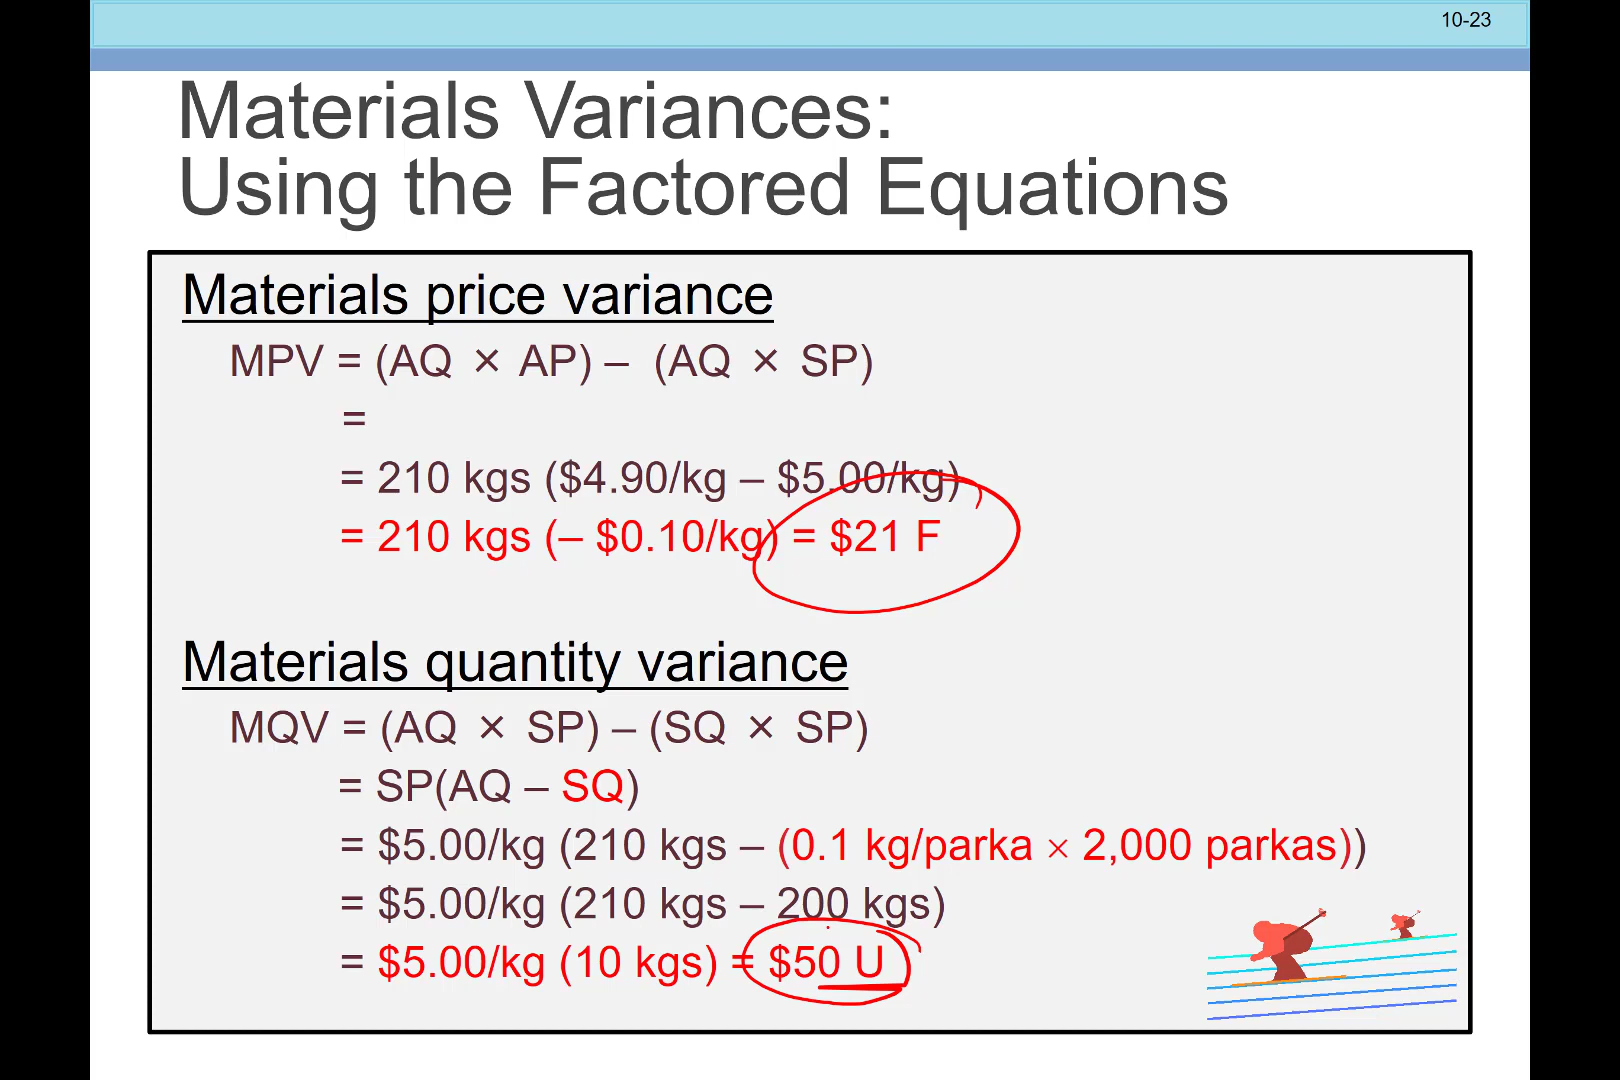 10-23
Materials Variances:
Using the Factored Equations
Materials price variance
MPV = (AQ × AP) – (AQ × SP)
=
= 210 kgs ($4.90/kg – $5.00/kg)
= 210 kgs (– $0.10/kg) = $21 F
Materials quantity variance
MQV = (AQ × SP) – (SQ × SP)
= SP(AQ – SQ)
= $5.00/kg (210 kgs – (0.1 kg/parka × 2,000 parkas))
= $5.00/kg (210 kgs – 200 kgs)
= $5.00/kg (10 kgs) = $50 U